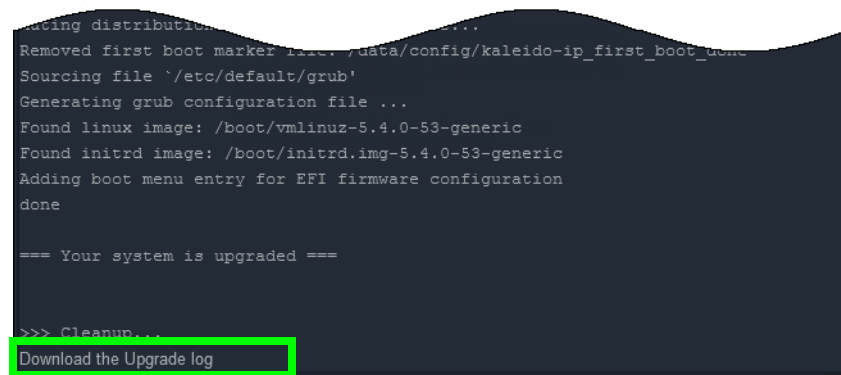 distribution
Removed first boot marker file: /data/config/kaleido-ip_first_boot_done
Sourcing file `/etc/default/grub'
Generating grub configuration file ...
Found linux image: /boot/vmlinuz-5.4.0-53-generic
Found initrd image: /boot/initrd.img-5.4.0-53-generic
Adding boot menu entry for EFI firmware configuration
done
=== Your system is upgraded ===
>>> Cleanup...
Download the Upgrade log